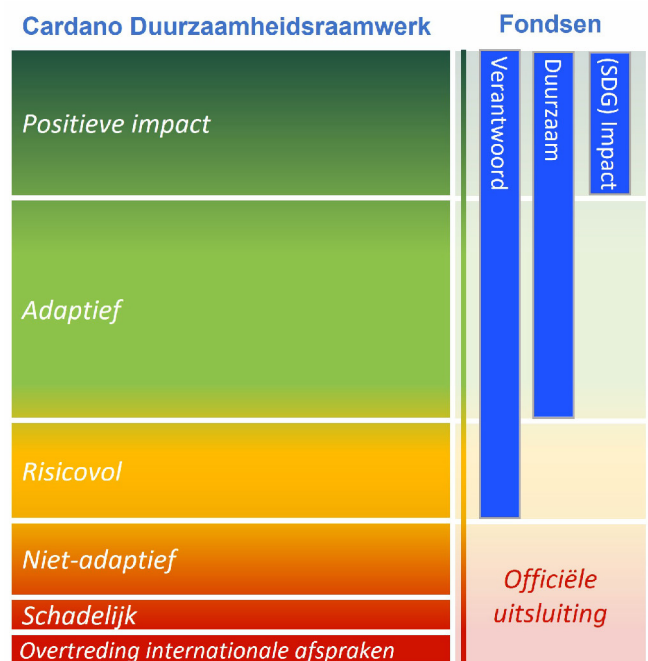 Cardano Duurzaamheidsraamwerk
Fondsen
Positieve impact
Adaptief
Risicovol
Niet-adaptief
Schadelijk
Overtreding internationale afspraken
Verantwoord
Duurzaam
(SDG) Impact
Officiële
uitsluiting